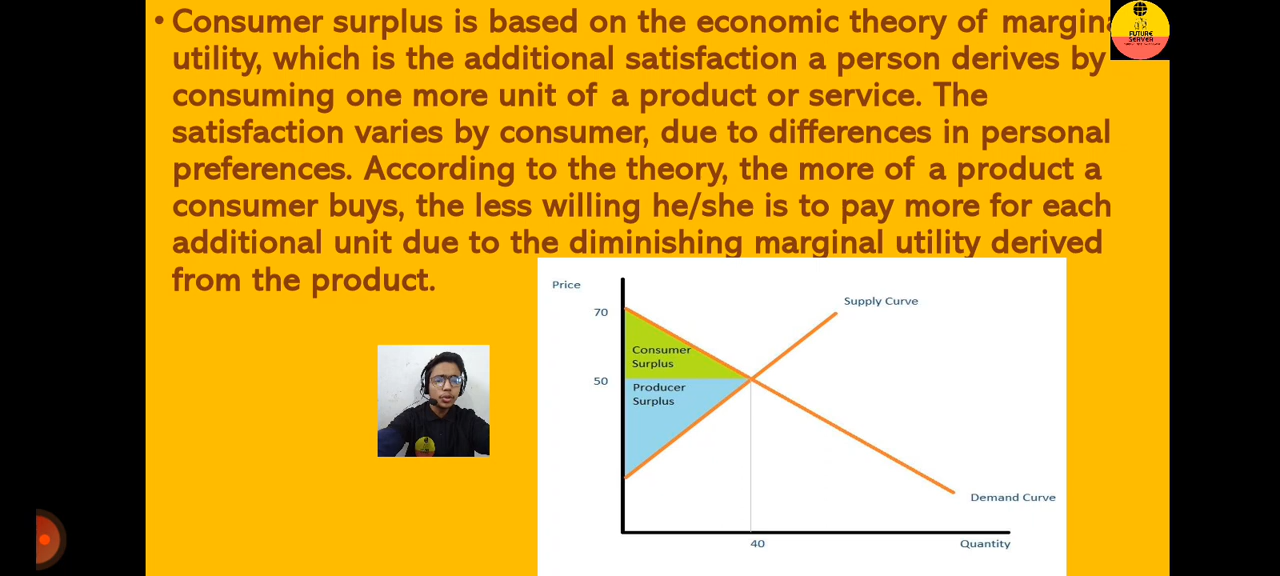 • Consumer surplus is based on the economic theory of margina
utility, which is the additional satisfaction a person derives by
consuming one more unit of a product or service. The
satisfaction varies by consumer, due to differences in personal
preferences. According to the theory, the more of a product a
consumer buys, the less willing he/she is to pay more for each
additional unit due to the diminishing marginal utility derived
from the product.
FUTURE
SERVER
Price
70
Supply Curve
Consumer
Surplus
50
Producer
Surplus
Demand Curve
40
Quantity